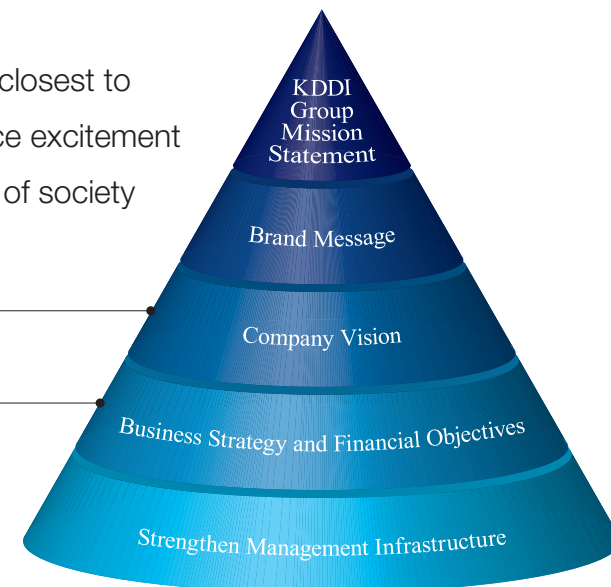 closest to
ce excitement
of society
KDDI
Group
Mission
Statement
Brand Message
Company Vision
Business Strategy and Financial Objectives
Strengthen Management Infrastructure